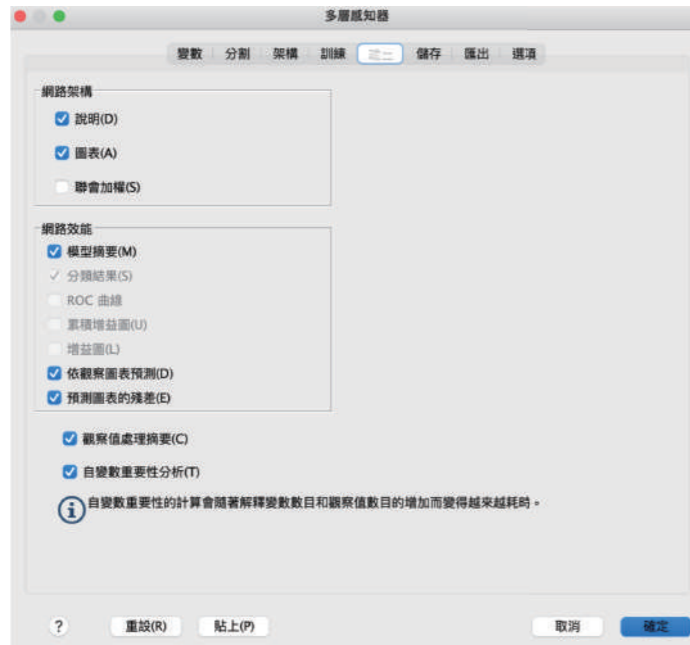 多層感知器
變數 分割 架構 訓練 儲存 匯出 選項
網路架構
說明(D)
圖表(A)
聯會加權(S)
網路效能
模型摘要(M)
分類結果(S)
ROC 曲線
累積增益圖(U)
增益圖(L)
依觀察圖表預測(D)
預測圖表的殘差(E)
觀察值處理摘要(C)
自變數重要性分析(T)
自變數重要性的計算會隨著解釋變數數目和觀察值數目的增加而變得越來越耗時。
? 重設(R) 貼上(P) 取消 確定